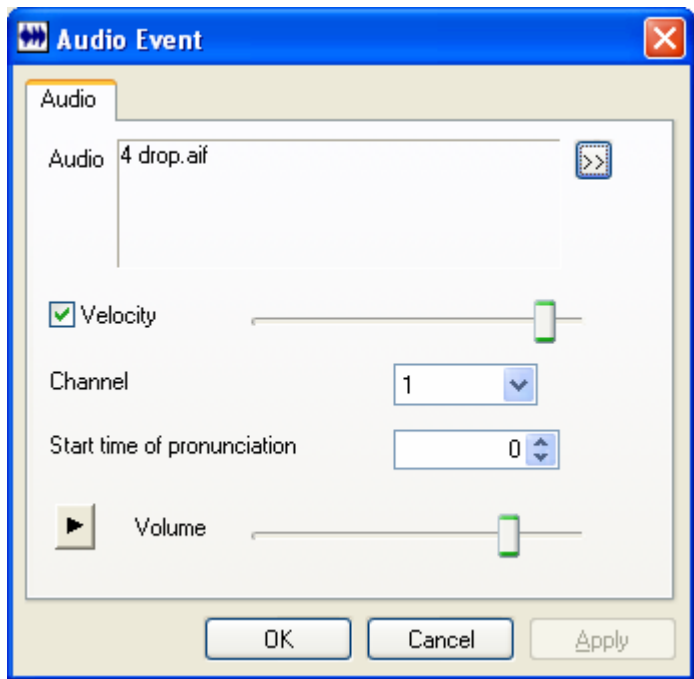 Audio Event
Audio
Audio 4 drop.aif >>
Velocity
Channel 1
Start time of pronunciation 0
Volume
OK Cancel Apply